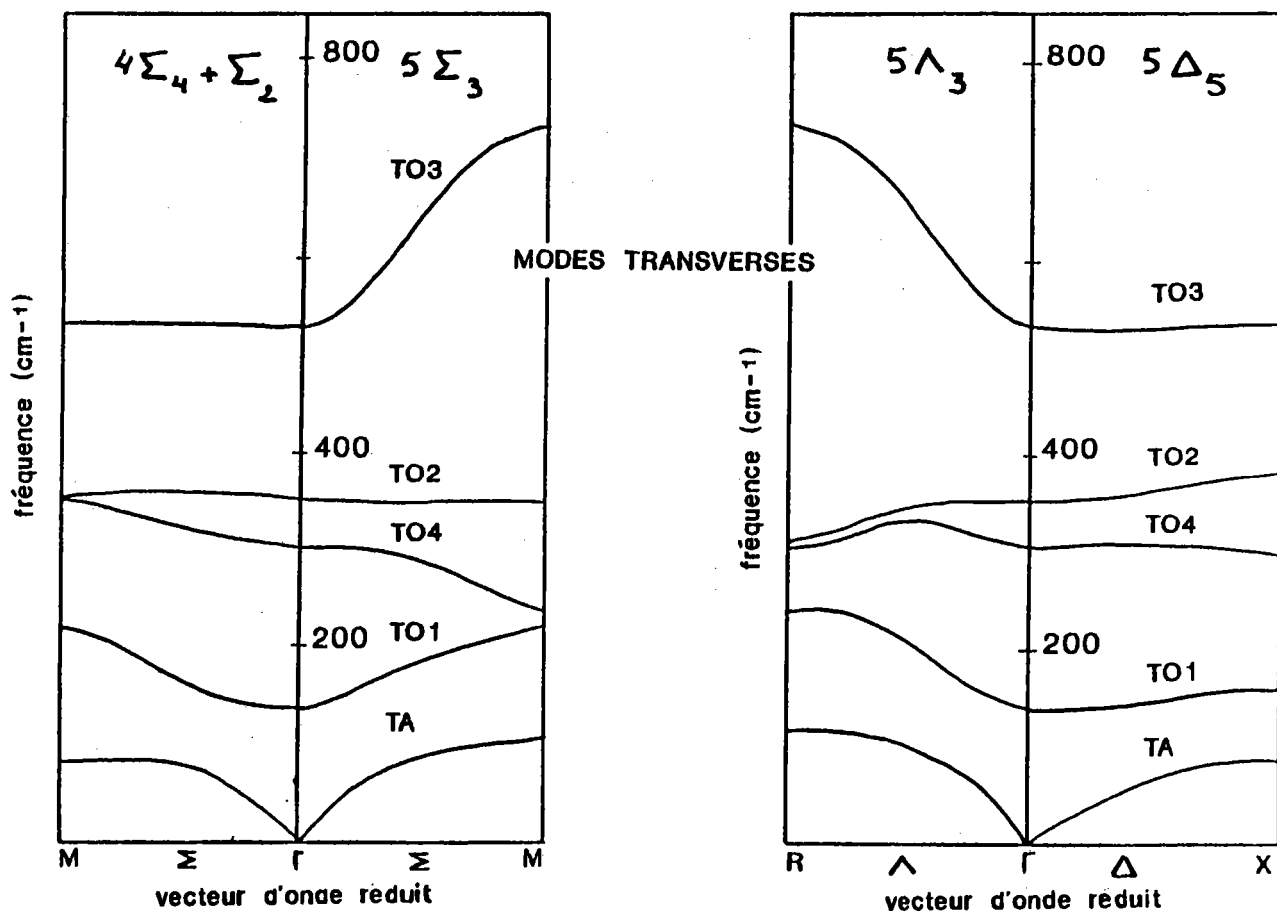 4Σ₄ + Σ₂
800
5Σ₃
TO3
400
TO2
TO4
200
TO1
TA
M Σ Γ Σ M
vecteur d'onde réduit
fréquence (cm-1)
MODES TRANSVERSES
5Λ₃
800
5Δ₅
TO3
400
TO2
TO4
200
TO1
TA
R Λ Γ Δ X
vecteur d'onde réduit
fréquence (cm-1)